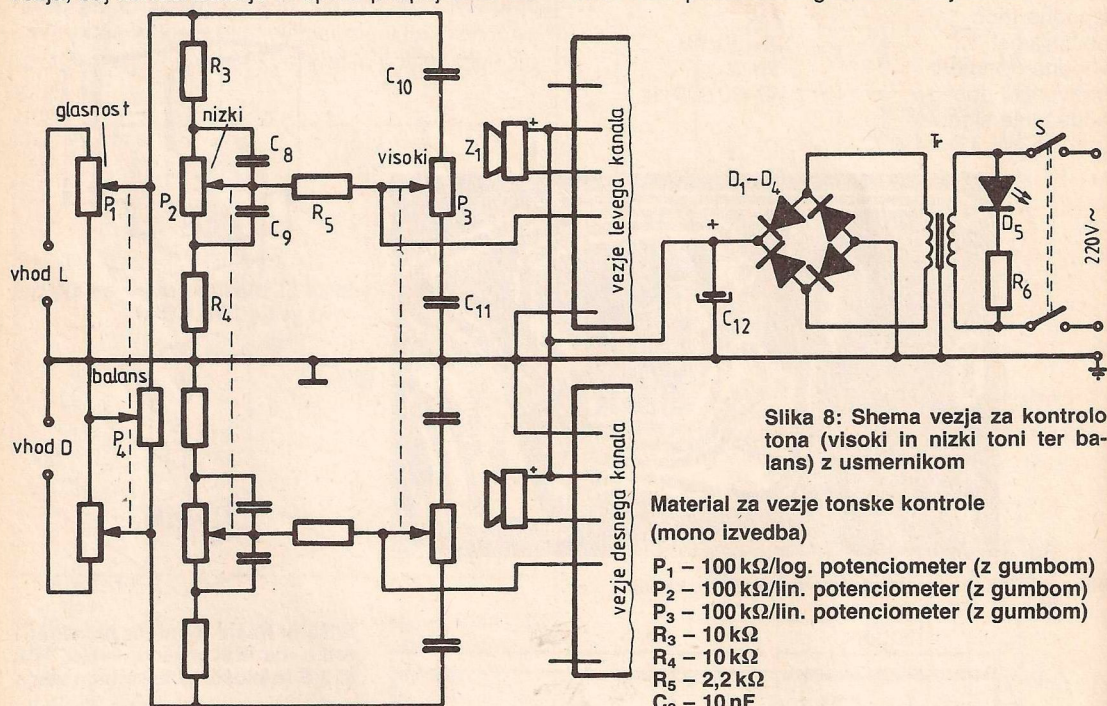 R3
C10
glasnost
nizki
visoki
C8
Z1
+
P1
P2
R5
P3
C9
vezje levega kanala
D1–D4
Tr
S
D5
R6
220V~
+
C12
vhod L
R4
C11
balans
P4
vhod D
+
vezje desnega kanala
Slika 8: Shema vezja za kontrolo
tona (visoki in nizki toni ter ba-
lans) z usmernikom
Material za vezje tonske kontrole
(mono izvedba)
P1 – 100 kΩ/log. potenciometer (z gumbom)
P2 – 100 kΩ/lin. potenciometer (z gumbom)
P3 – 100 kΩ/lin. potenciometer (z gumbom)
R3 – 10 kΩ
R4 – 10 kΩ
R5 – 2,2 kΩ